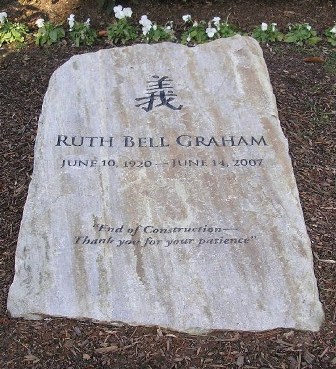 義
RUTH BELL GRAHAM
JUNE 10, 1920—JUNE 14, 2007
"End of Construction—
Thank you for your patience"